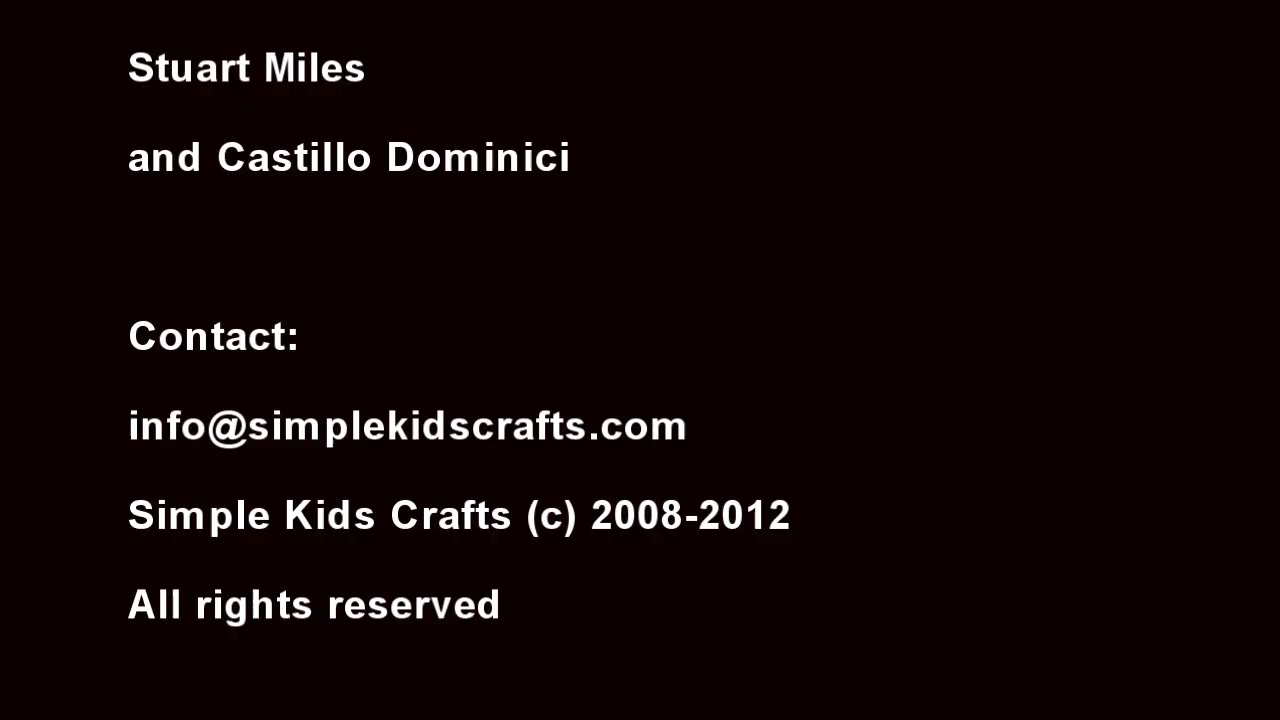 Stuart Miles
and Castillo Dominici
Contact:
info@simplekidscrafts.com
Simple Kids Crafts (c) 2008-2012
All rights reserved